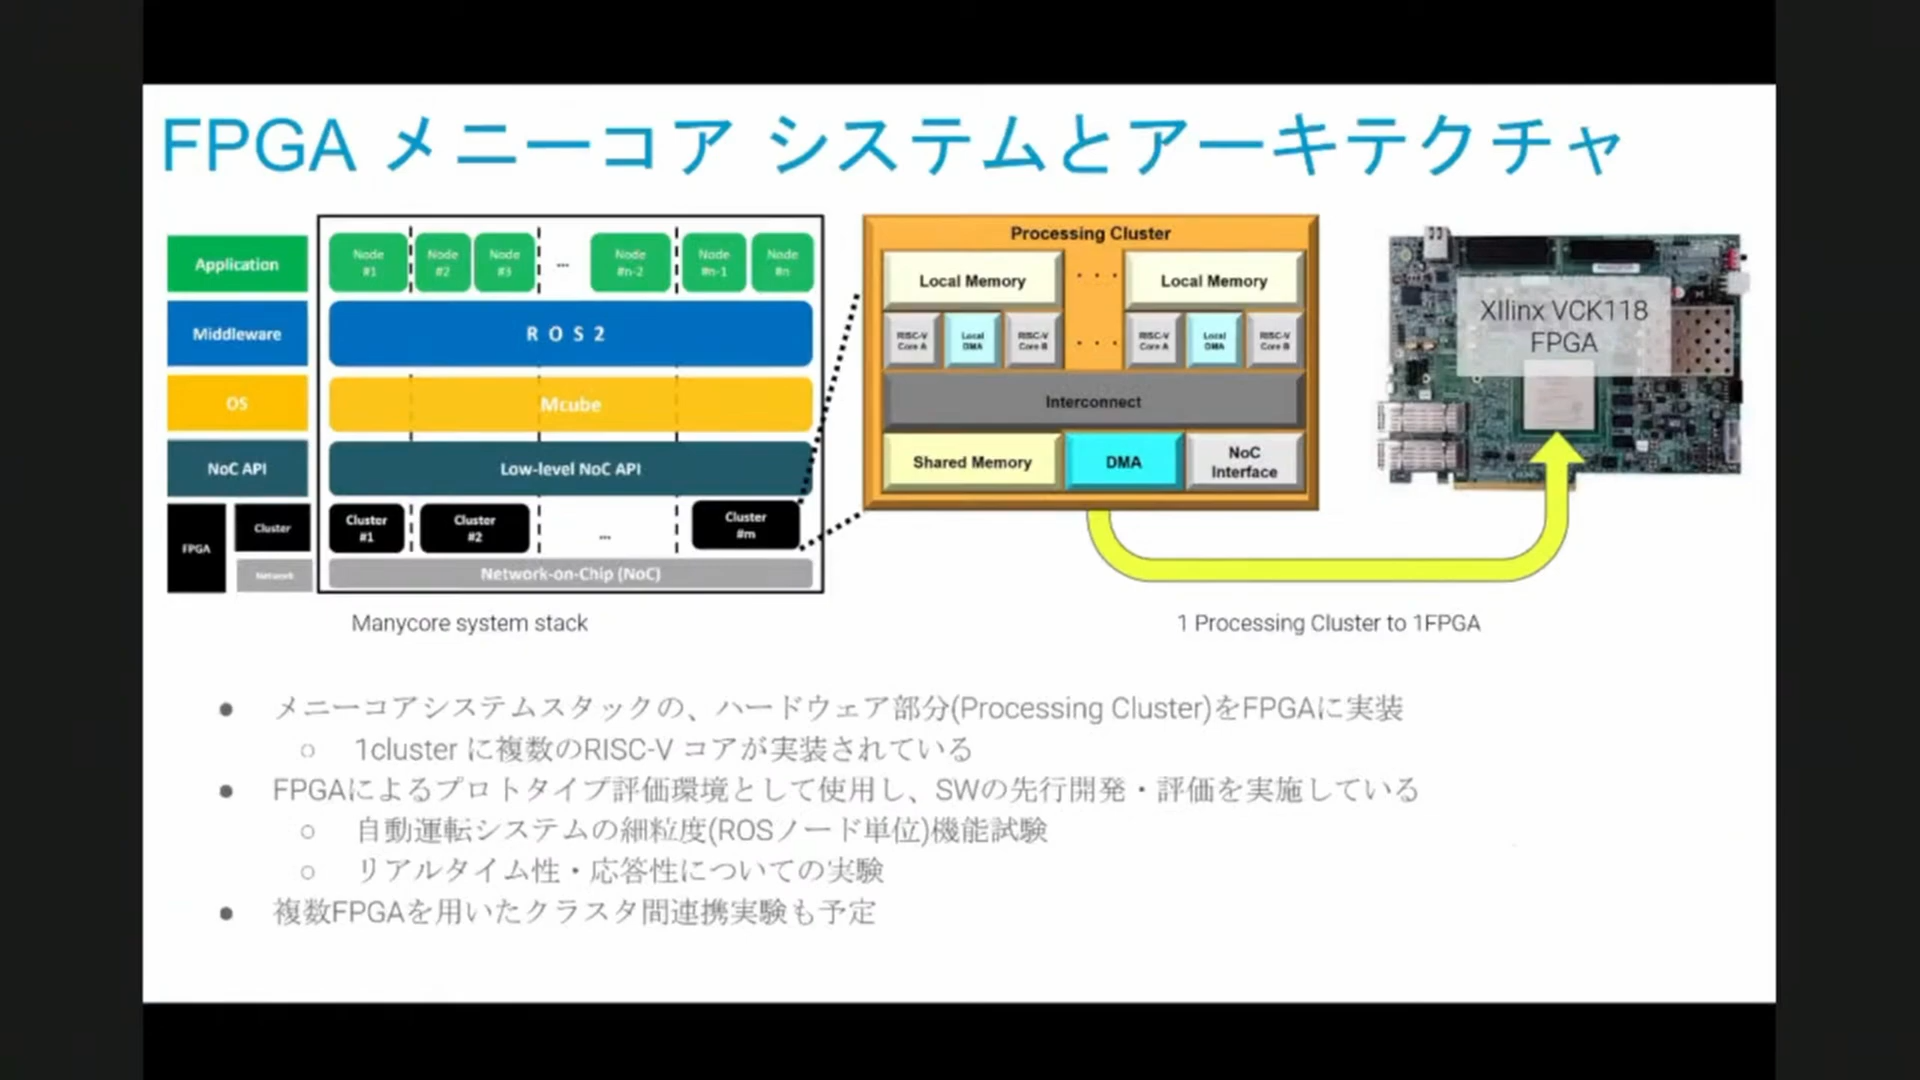 FPGA メニーコア システムとアーキテクチャ
Application
Node #1
Node #2
Node #3
...
Node #n-2
Node #n-1
Node #n
Middleware
R O S 2
OS
Mcube
NoC API
Low-level NoC API
FPGA
Cluster
Cluster #1
Cluster #2
...
Cluster #m
Network
Network-on-Chip (NoC)
Manycore system stack
Processing Cluster
Local Memory
Local Memory
RISC-V Core A
Local DMA
RISC-V Core B
RISC-V Core A
Local DMA
RISC-V Core B
Interconnect
Shared Memory
DMA
NoC Interface
XIlinx VCK118
FPGA
1 Processing Cluster to 1FPGA
● メニーコアシステムスタックの、ハードウェア部分(Processing Cluster)をFPGAに実装
○ 1cluster に複数のRISC-V コアが実装されている
● FPGAによるプロトタイプ評価環境として使用し、SWの先行開発・評価を実施している
○ 自動運転システムの細粒度(ROSノード単位)機能試験
○ リアルタイム性・応答性についての実験
● 複数FPGAを用いたクラスタ間連携実験も予定